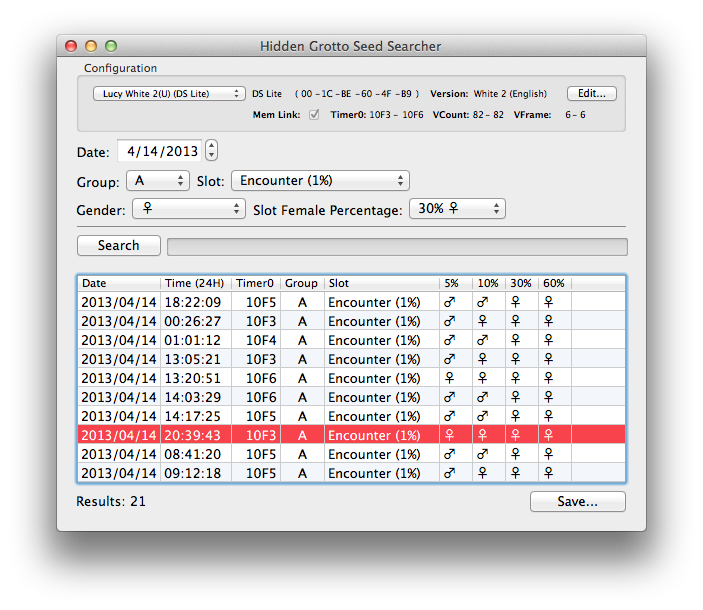 Hidden Grotto Seed Searcher
Configuration
Lucy White 2(U) (DS Lite) DS Lite ( 00 -1C -BE -60 -4F -B9 ) Version: White 2 (English) Edit...
Mem Link: Timer0: 10F3 - 10F6 VCount: 82 - 82 VFrame: 6 - 6
Date: 4/14/2013
Group: A Slot: Encounter (1%)
Gender: ♀ Slot Female Percentage: 30% ♀
Search
Date Time (24H) Timer0 Group Slot 5% 10% 30% 60%
2013/04/14 18:22:09 10F5 A Encounter (1%) ♂ ♂ ♀ ♀
2013/04/14 00:26:27 10F3 A Encounter (1%) ♂ ♀ ♀ ♀
2013/04/14 01:01:12 10F4 A Encounter (1%) ♂ ♂ ♀ ♀
2013/04/14 13:05:21 10F3 A Encounter (1%) ♂ ♀ ♀ ♀
2013/04/14 13:20:51 10F6 A Encounter (1%) ♀ ♀ ♀ ♀
2013/04/14 14:03:29 10F6 A Encounter (1%) ♂ ♂ ♀ ♀
2013/04/14 14:17:25 10F5 A Encounter (1%) ♂ ♂ ♀ ♀
2013/04/14 20:39:43 10F3 A Encounter (1%) ♀ ♀ ♀ ♀
2013/04/14 08:41:20 10F5 A Encounter (1%) ♂ ♂ ♀ ♀
2013/04/14 09:12:18 10F5 A Encounter (1%) ♂ ♀ ♀ ♀
Results: 21 Save...